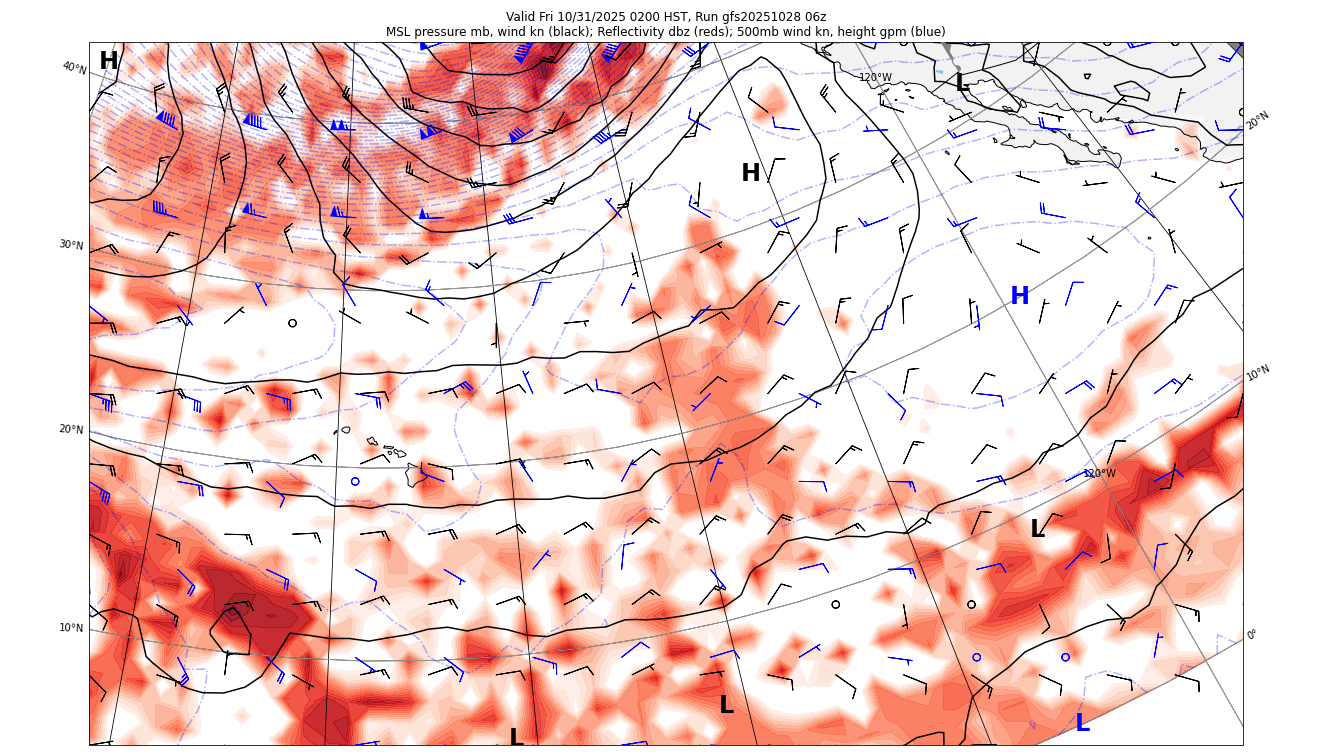 Valid Fri 10/31/2025 0200 HST, Run gfs20251028 06z
MSL pressure mb, wind kn (black); Reflectivity dbz (reds); 500mb wind kn, height gpm (blue)
H
40°N
120°W
L
20°N
H
30°N
H
10°N
20°N
120°W
L
10°N
0°
L
L
L